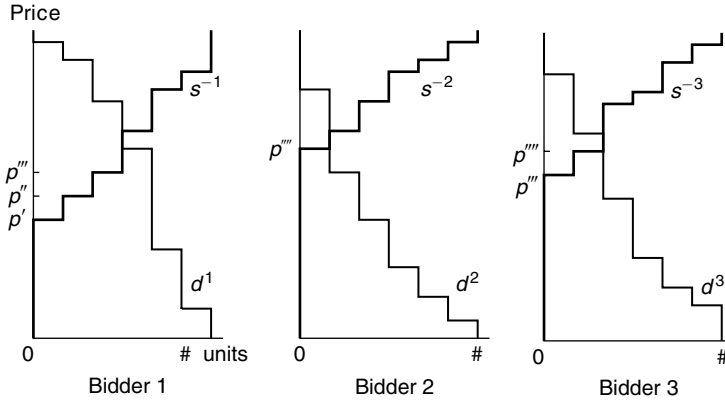 Price
s⁻¹
s⁻²
s⁻³
p''''
p''''
p'''
p'''
p''
p'
d¹
d²
d³
0 # units
0 #
0 #
Bidder 1
Bidder 2
Bidder 3